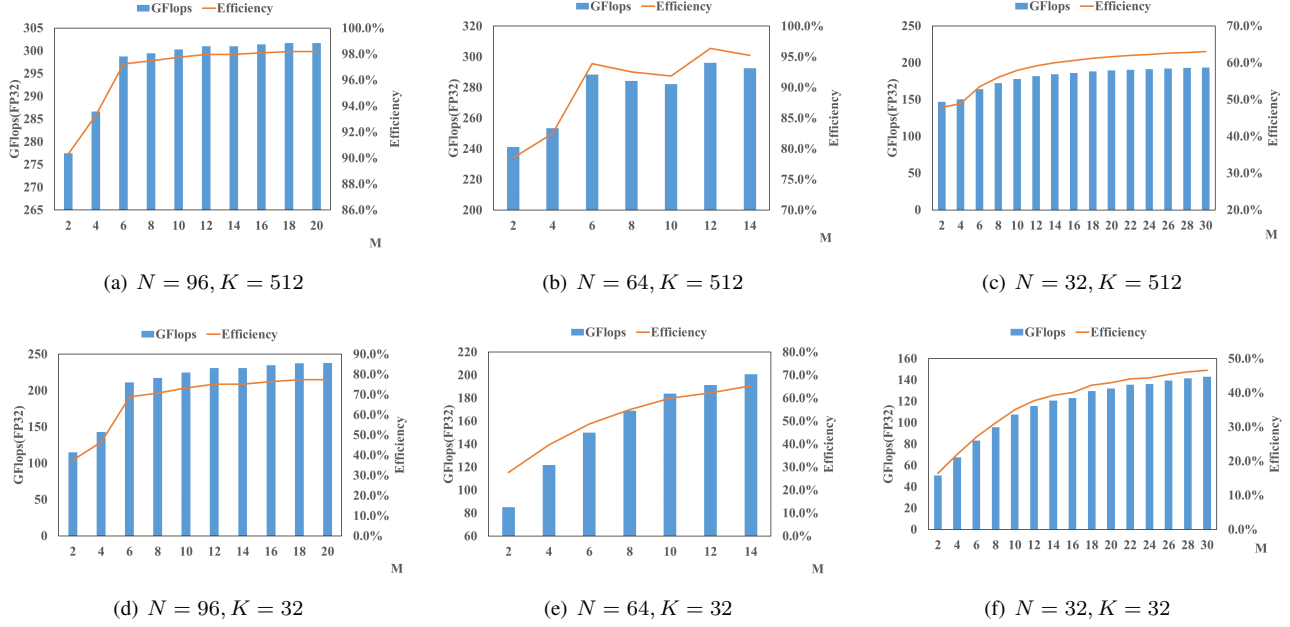 GFlops Efficiency
GFlops(FP32)
305
300
295
290
285
280
275
270
265
100.0%
98.0%
96.0%
94.0%
92.0%
90.0%
88.0%
86.0%
Efficiency
2 4 6 8 10 12 14 16 18 20
M
(a) N = 96, K = 512
GFlops Efficiency
GFlops(FP32)
320
300
280
260
240
220
200
100.0%
95.0%
90.0%
85.0%
80.0%
75.0%
70.0%
Efficiency
2 4 6 8 10 12 14
M
(b) N = 64, K = 512
GFlops Efficiency
GFlops(FP32)
250
200
150
100
50
0
70.0%
60.0%
50.0%
40.0%
30.0%
20.0%
Efficiency
2 4 6 8 10 12 14 16 18 20 22 24 26 28 30
M
(c) N = 32, K = 512
GFlops Efficiency
GFlops(FP32)
250
200
150
100
50
0
90.0%
80.0%
70.0%
60.0%
50.0%
40.0%
30.0%
20.0%
10.0%
0.0%
Efficiency
2 4 6 8 10 12 14 16 18 20
M
(d) N = 96, K = 32
GFlops Efficiency
GFlops(FP32)
220
200
180
160
140
120
100
80
60
80.0%
70.0%
60.0%
50.0%
40.0%
30.0%
20.0%
10.0%
0.0%
Efficiency
2 4 6 8 10 12 14
M
(e) N = 64, K = 32
GFlops Efficiency
GFlops(FP32)
160
140
120
100
80
60
40
20
0
50.0%
40.0%
30.0%
20.0%
10.0%
0.0%
Efficiency
2 4 6 8 10 12 14 16 18 20 22 24 26 28 30
M
(f) N = 32, K = 32